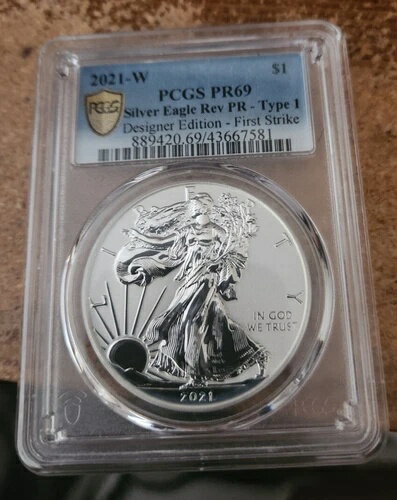 2021-W $1
PCGS PR69
Silver Eagle Rev PR - Type 1
Designer Edition - First Strike
889420.69/43667581
PCGS
LIBERTY
IN GOD
WE TRUST
2021